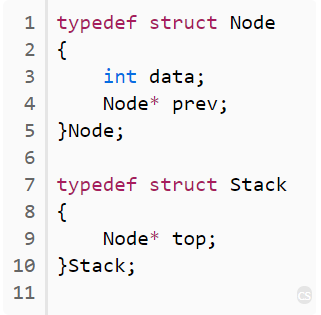 1 typedef struct Node
2 {
3     int data;
4     Node* prev;
5 }Node;
6
7 typedef struct Stack
8 {
9     Node* top;
10 }Stack;
11
CS